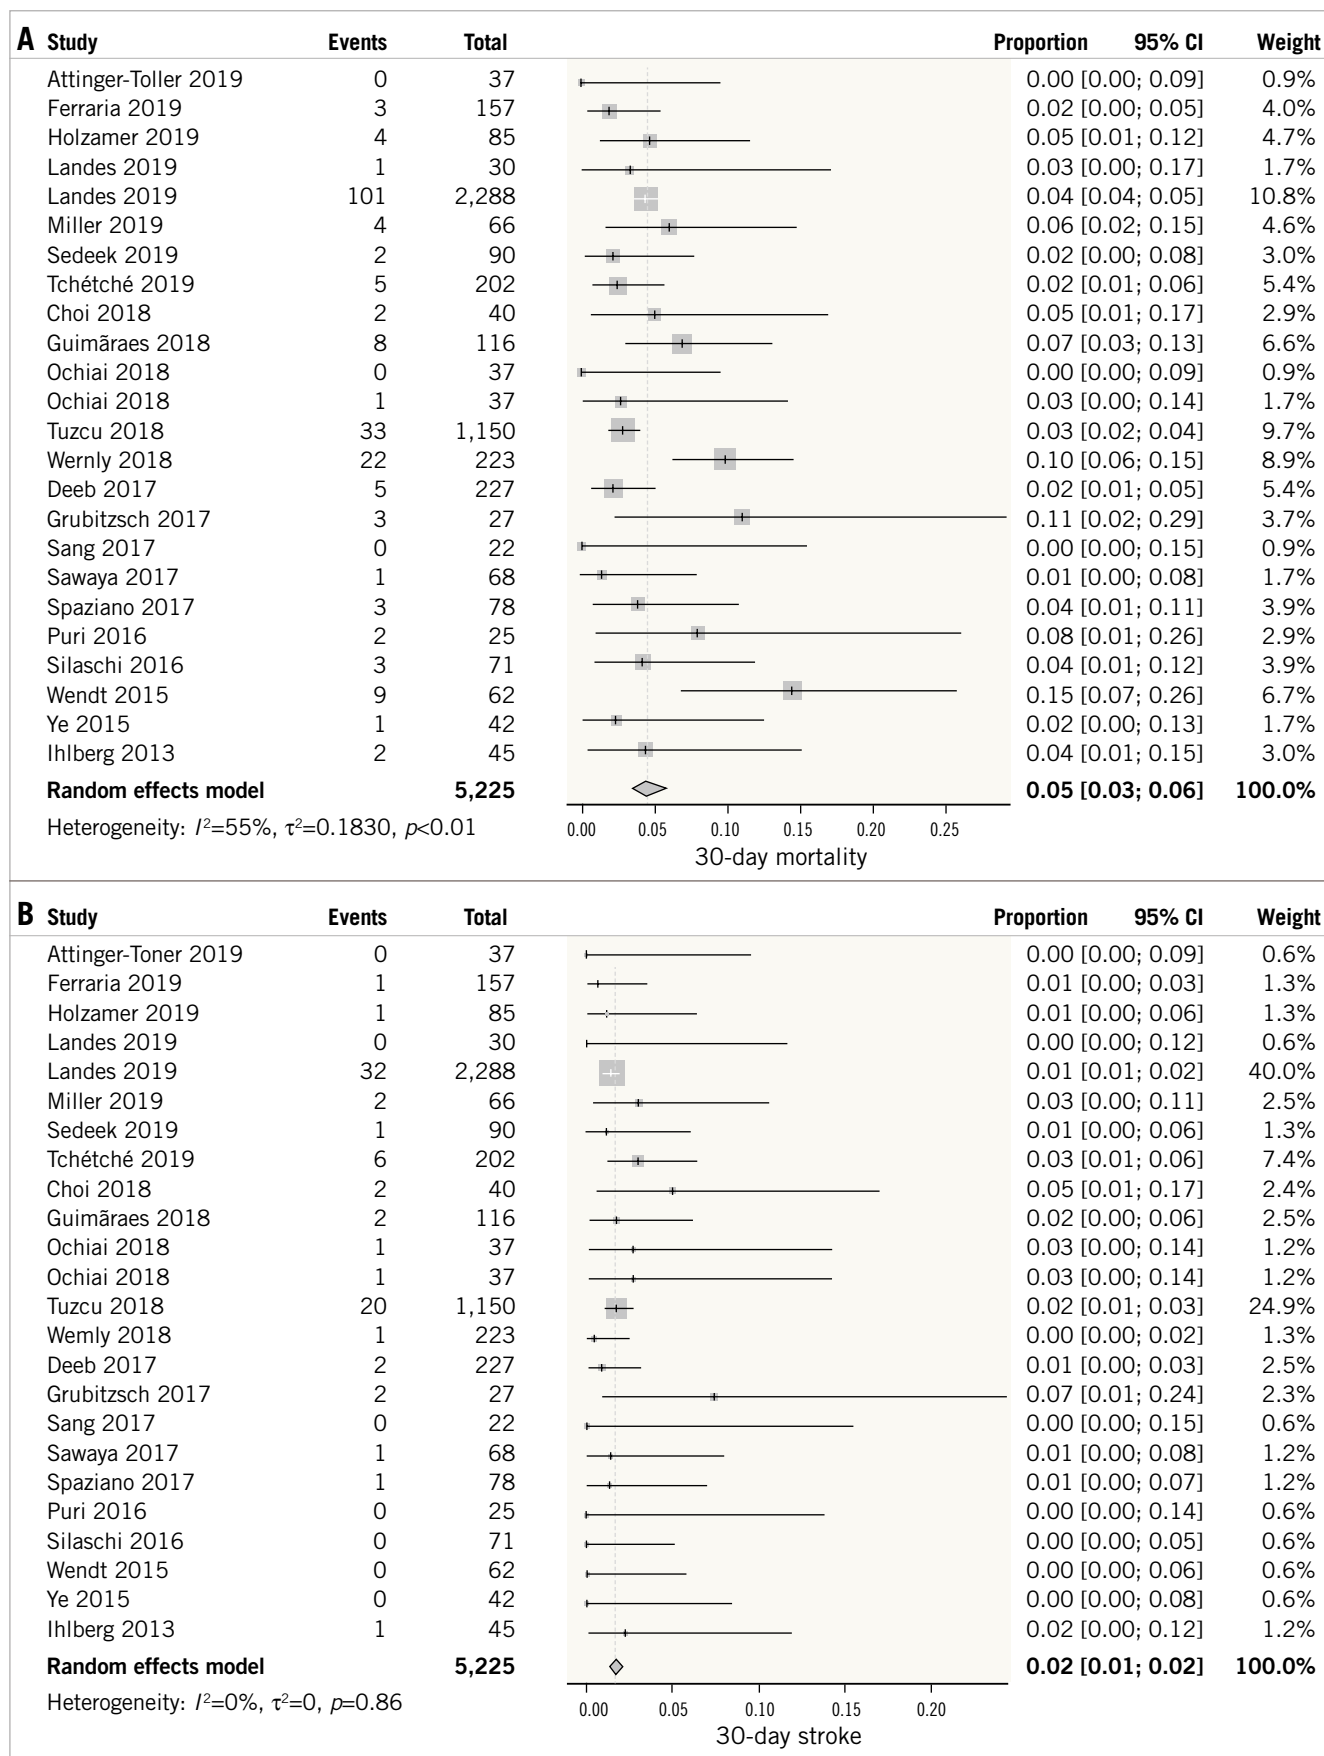 A Study Events Total Proportion 95% CI Weight
Attinger-Toller 2019 0 37 0.00 [0.00; 0.09] 0.9%
Ferraria 2019 3 157 0.02 [0.00; 0.05] 4.0%
Holzamer 2019 4 85 0.05 [0.01; 0.12] 4.7%
Landes 2019 1 30 0.03 [0.00; 0.17] 1.7%
Landes 2019 101 2,288 0.04 [0.04; 0.05] 10.8%
Miller 2019 4 66 0.06 [0.02; 0.15] 4.6%
Sedeek 2019 2 90 0.02 [0.00; 0.08] 3.0%
Tchétché 2019 5 202 0.02 [0.01; 0.06] 5.4%
Choi 2018 2 40 0.05 [0.01; 0.17] 2.9%
Guimãraes 2018 8 116 0.07 [0.03; 0.13] 6.6%
Ochiai 2018 0 37 0.00 [0.00; 0.09] 0.9%
Ochiai 2018 1 37 0.03 [0.00; 0.14] 1.7%
Tuzcu 2018 33 1,150 0.03 [0.02; 0.04] 9.7%
Wernly 2018 22 223 0.10 [0.06; 0.15] 8.9%
Deeb 2017 5 227 0.02 [0.01; 0.05] 5.4%
Grubitzsch 2017 3 27 0.11 [0.02; 0.29] 3.7%
Sang 2017 0 22 0.00 [0.00; 0.15] 0.9%
Sawaya 2017 1 68 0.01 [0.00; 0.08] 1.7%
Spaziano 2017 3 78 0.04 [0.01; 0.11] 3.9%
Puri 2016 2 25 0.08 [0.01; 0.26] 2.9%
Silaschi 2016 3 71 0.04 [0.01; 0.12] 3.9%
Wendt 2015 9 62 0.15 [0.07; 0.26] 6.7%
Ye 2015 1 42 0.02 [0.00; 0.13] 1.7%
Ihlberg 2013 2 45 0.04 [0.01; 0.15] 3.0%
Random effects model 5,225 0.05 [0.03; 0.06] 100.0%
Heterogeneity: I²=55%, τ²=0.1830, p<0.01
0.00 0.05 0.10 0.15 0.20 0.25
30-day mortality
B Study Events Total Proportion 95% CI Weight
Attinger-Toner 2019 0 37 0.00 [0.00; 0.09] 0.6%
Ferraria 2019 1 157 0.01 [0.00; 0.03] 1.3%
Holzamer 2019 1 85 0.01 [0.00; 0.06] 1.3%
Landes 2019 0 30 0.00 [0.00; 0.12] 0.6%
Landes 2019 32 2,288 0.01 [0.01; 0.02] 40.0%
Miller 2019 2 66 0.03 [0.00; 0.11] 2.5%
Sedeek 2019 1 90 0.01 [0.00; 0.06] 1.3%
Tchétché 2019 6 202 0.03 [0.01; 0.06] 7.4%
Choi 2018 2 40 0.05 [0.01; 0.17] 2.4%
Guimãraes 2018 2 116 0.02 [0.00; 0.06] 2.5%
Ochiai 2018 1 37 0.03 [0.00; 0.14] 1.2%
Ochiai 2018 1 37 0.03 [0.00; 0.14] 1.2%
Tuzcu 2018 20 1,150 0.02 [0.01; 0.03] 24.9%
Wemly 2018 1 223 0.00 [0.00; 0.02] 1.3%
Deeb 2017 2 227 0.01 [0.00; 0.03] 2.5%
Grubitzsch 2017 2 27 0.07 [0.01; 0.24] 2.3%
Sang 2017 0 22 0.00 [0.00; 0.15] 0.6%
Sawaya 2017 1 68 0.01 [0.00; 0.08] 1.2%
Spaziano 2017 1 78 0.01 [0.00; 0.07] 1.2%
Puri 2016 0 25 0.00 [0.00; 0.14] 0.6%
Silaschi 2016 0 71 0.00 [0.00; 0.05] 0.6%
Wendt 2015 0 62 0.00 [0.00; 0.06] 0.6%
Ye 2015 0 42 0.00 [0.00; 0.08] 0.6%
Ihlberg 2013 1 45 0.02 [0.00; 0.12] 1.2%
Random effects model 5,225 0.02 [0.01; 0.02] 100.0%
Heterogeneity: I²=0%, τ²=0, p=0.86
0.00 0.05 0.10 0.15 0.20
30-day stroke